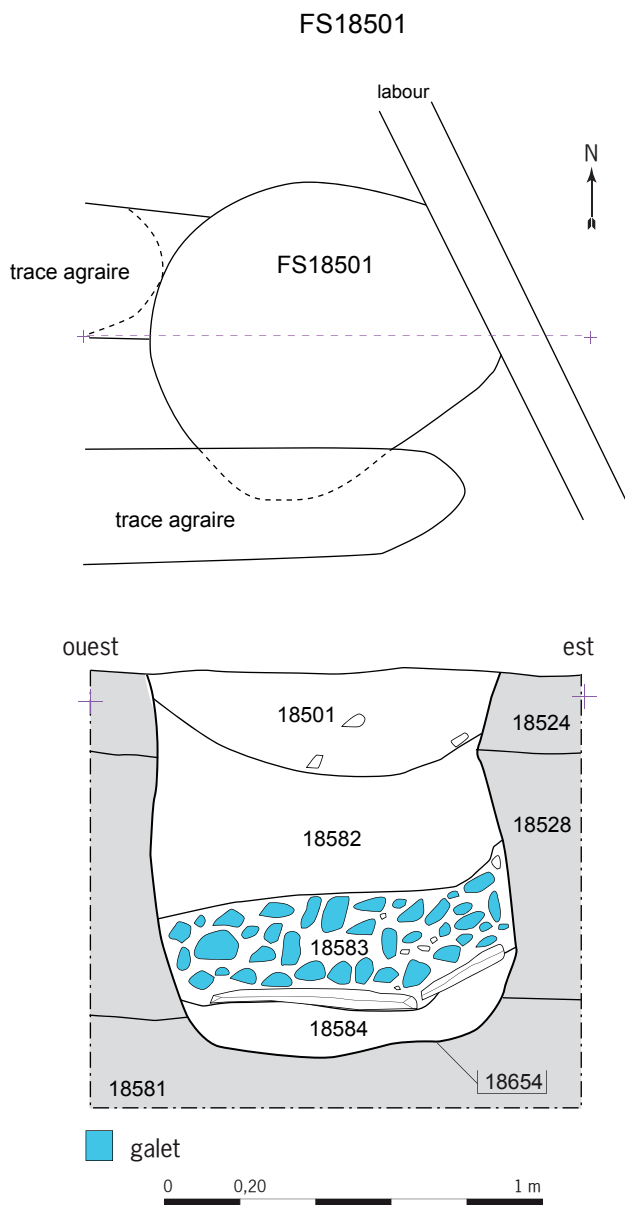 FS18501
labour
N
FS18501
trace agraire
trace agraire
ouest
est
18501
18524
18528
18582
18583
18584
18654
18581
galet
0 0,20 1 m